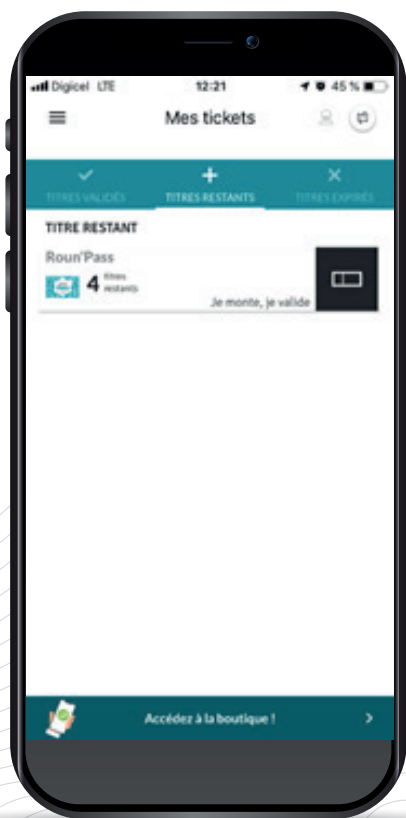 Digicel LTE 12:21 45 %
Mes tickets
TITRES VALIDÉS TITRES RESTANTS TITRES EXPIRÉS
TITRE RESTANT
Roun'Pass
4 titres restants
Je monte, je valide
Accédez à la boutique !